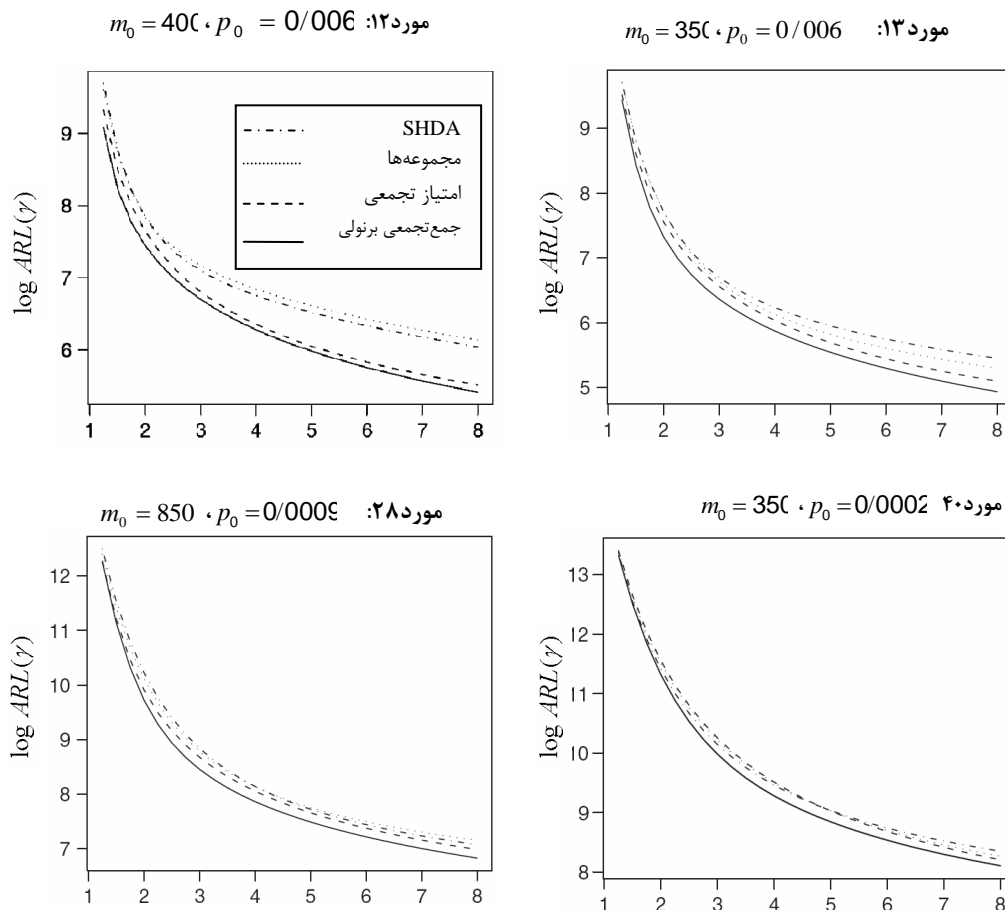 مورد۱۲: m₀ = 400 ، p₀ = 0/006
9
8
7
6
log ARL(γ)
SHDA
مجموعه‌ها
امتیاز تجمعی
جمع‌تجمعی برنولی
1 2 3 4 5 6 7 8
مورد۱۳: m₀ = 350 ، p₀ = 0/006
9
8
7
6
5
log ARL(γ)
1 2 3 4 5 6 7 8
مورد۲۸: m₀ = 850 ، p₀ = 0/0009
12
11
10
9
8
7
log ARL(γ)
1 2 3 4 5 6 7 8
مورد۴۰ m₀ = 350 ، p₀ = 0/0002
13
12
11
10
9
8
log ARL(γ)
1 2 3 4 5 6 7 8